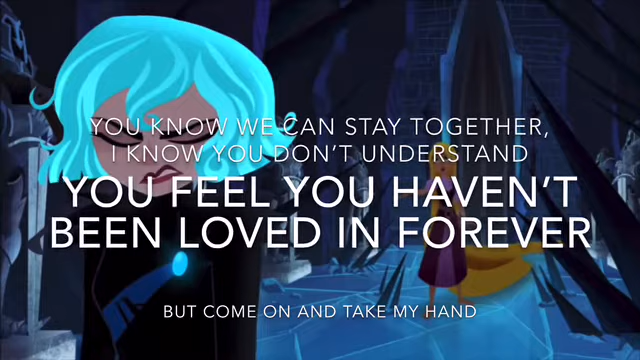 YOU KNOW WE CAN STAY TOGETHER,
I KNOW YOU DON'T UNDERSTAND
YOU FEEL YOU HAVEN'T
BEEN LOVED IN FOREVER
BUT COME ON AND TAKE MY HAND